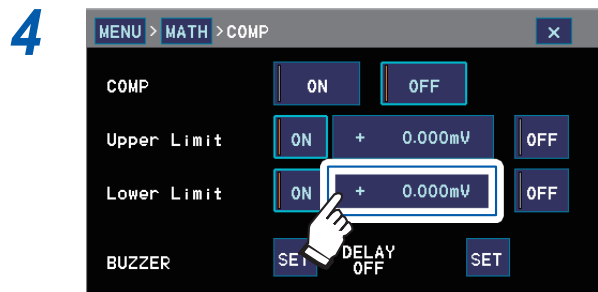 4
MENU > MATH > COMP ×
COMP ON OFF
Upper Limit ON + 0.000mV OFF
Lower Limit ON + 0.000mV OFF
BUZZER SET DELAY OFF SET